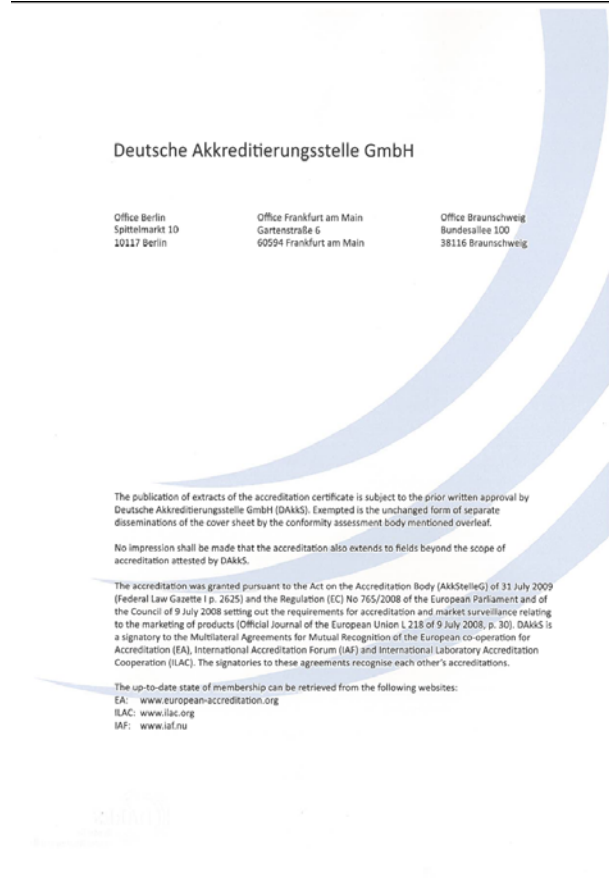 Deutsche Akkreditierungsstelle GmbH
Office Berlin
Spittelmarkt 10
10117 Berlin
Office Frankfurt am Main
Gartenstraße 6
60594 Frankfurt am Main
Office Braunschweig
Bundesallee 100
38116 Braunschweig
The publication of extracts of the accreditation certificate is subject to the prior written approval by
Deutsche Akkreditierungsstelle GmbH (DAkkS). Exempted is the unchanged form of separate
disseminations of the cover sheet by the conformity assessment body mentioned overleaf.
No impression shall be made that the accreditation also extends to fields beyond the scope of
accreditation attested by DAkkS.
The accreditation was granted pursuant to the Act on the Accreditation Body (AkkStelleG) of 31 July 2009
(Federal Law Gazette I p. 2625) and the Regulation (EC) No 765/2008 of the European Parliament and of
the Council of 9 July 2008 setting out the requirements for accreditation and market surveillance relating
to the marketing of products (Official Journal of the European Union L 218 of 9 July 2008, p. 30). DAkkS is
a signatory to the Multilateral Agreements for Mutual Recognition of the European co-operation for
Accreditation (EA), International Accreditation Forum (IAF) and International Laboratory Accreditation
Cooperation (ILAC). The signatories to these agreements recognise each other's accreditations.
The up-to-date state of membership can be retrieved from the following websites:
EA: www.european-accreditation.org
ILAC: www.ilac.org
IAF: www.iaf.nu